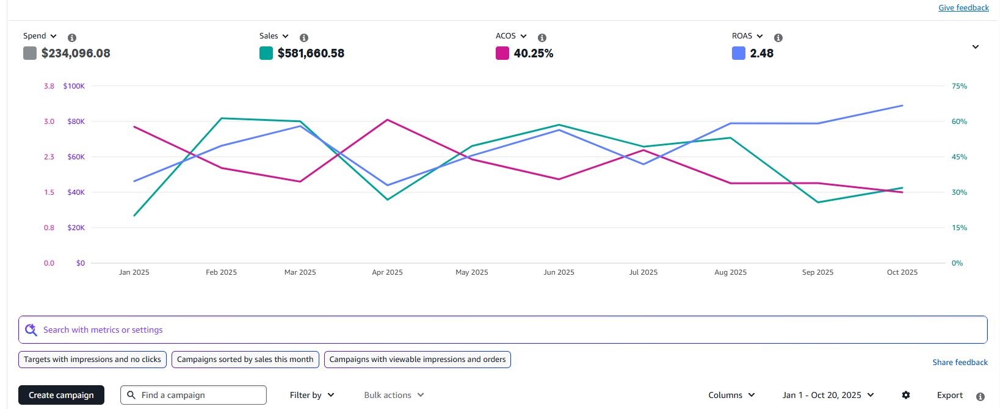 Give feedback
Spend Sales ACOS ROAS
$234,096.08 $581,660.58 40.25% 2.48
3.8 $100K 75%
3.0 $80K 60%
2.3 $60K 45%
1.5 $40K 30%
0.8 $20K 15%
0.0 $0 0%
Jan 2025 Feb 2025 Mar 2025 Apr 2025 May 2025 Jun 2025 Jul 2025 Aug 2025 Sep 2025 Oct 2025
Search with metrics or settings
Targets with impressions and no clicks Campaigns sorted by sales this month Campaigns with viewable impressions and orders
Share feedback
Create campaign Find a campaign Filter by Bulk actions Columns Jan 1 - Oct 20, 2025 Export